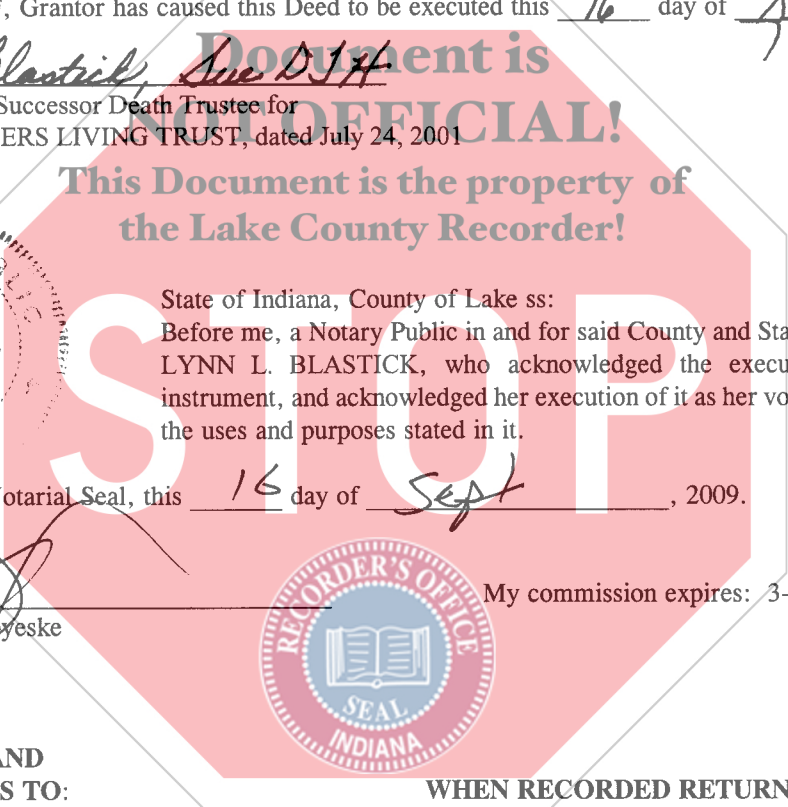 , Grantor has caused this Deed to be executed this 16 day of
Blastick, Sue DTH
Document is
Successor Death Trustee for
NOT OFFICIAL!
ERS LIVING TRUST, dated July 24, 2001
This Document is the property of
the Lake County Recorder!
State of Indiana, County of Lake ss:
Before me, a Notary Public in and for said County and Sta
LYNN L. BLASTICK, who acknowledged the execu
instrument, and acknowledged her execution of it as her vo
the uses and purposes stated in it.
STOP
Notarial Seal, this 16 day of Sept, 2009.
RECORDER'S OFFICE
My commission expires: 3-
yeske
SEAL
INDIANA
AND
S TO:
WHEN RECORDED RETURN